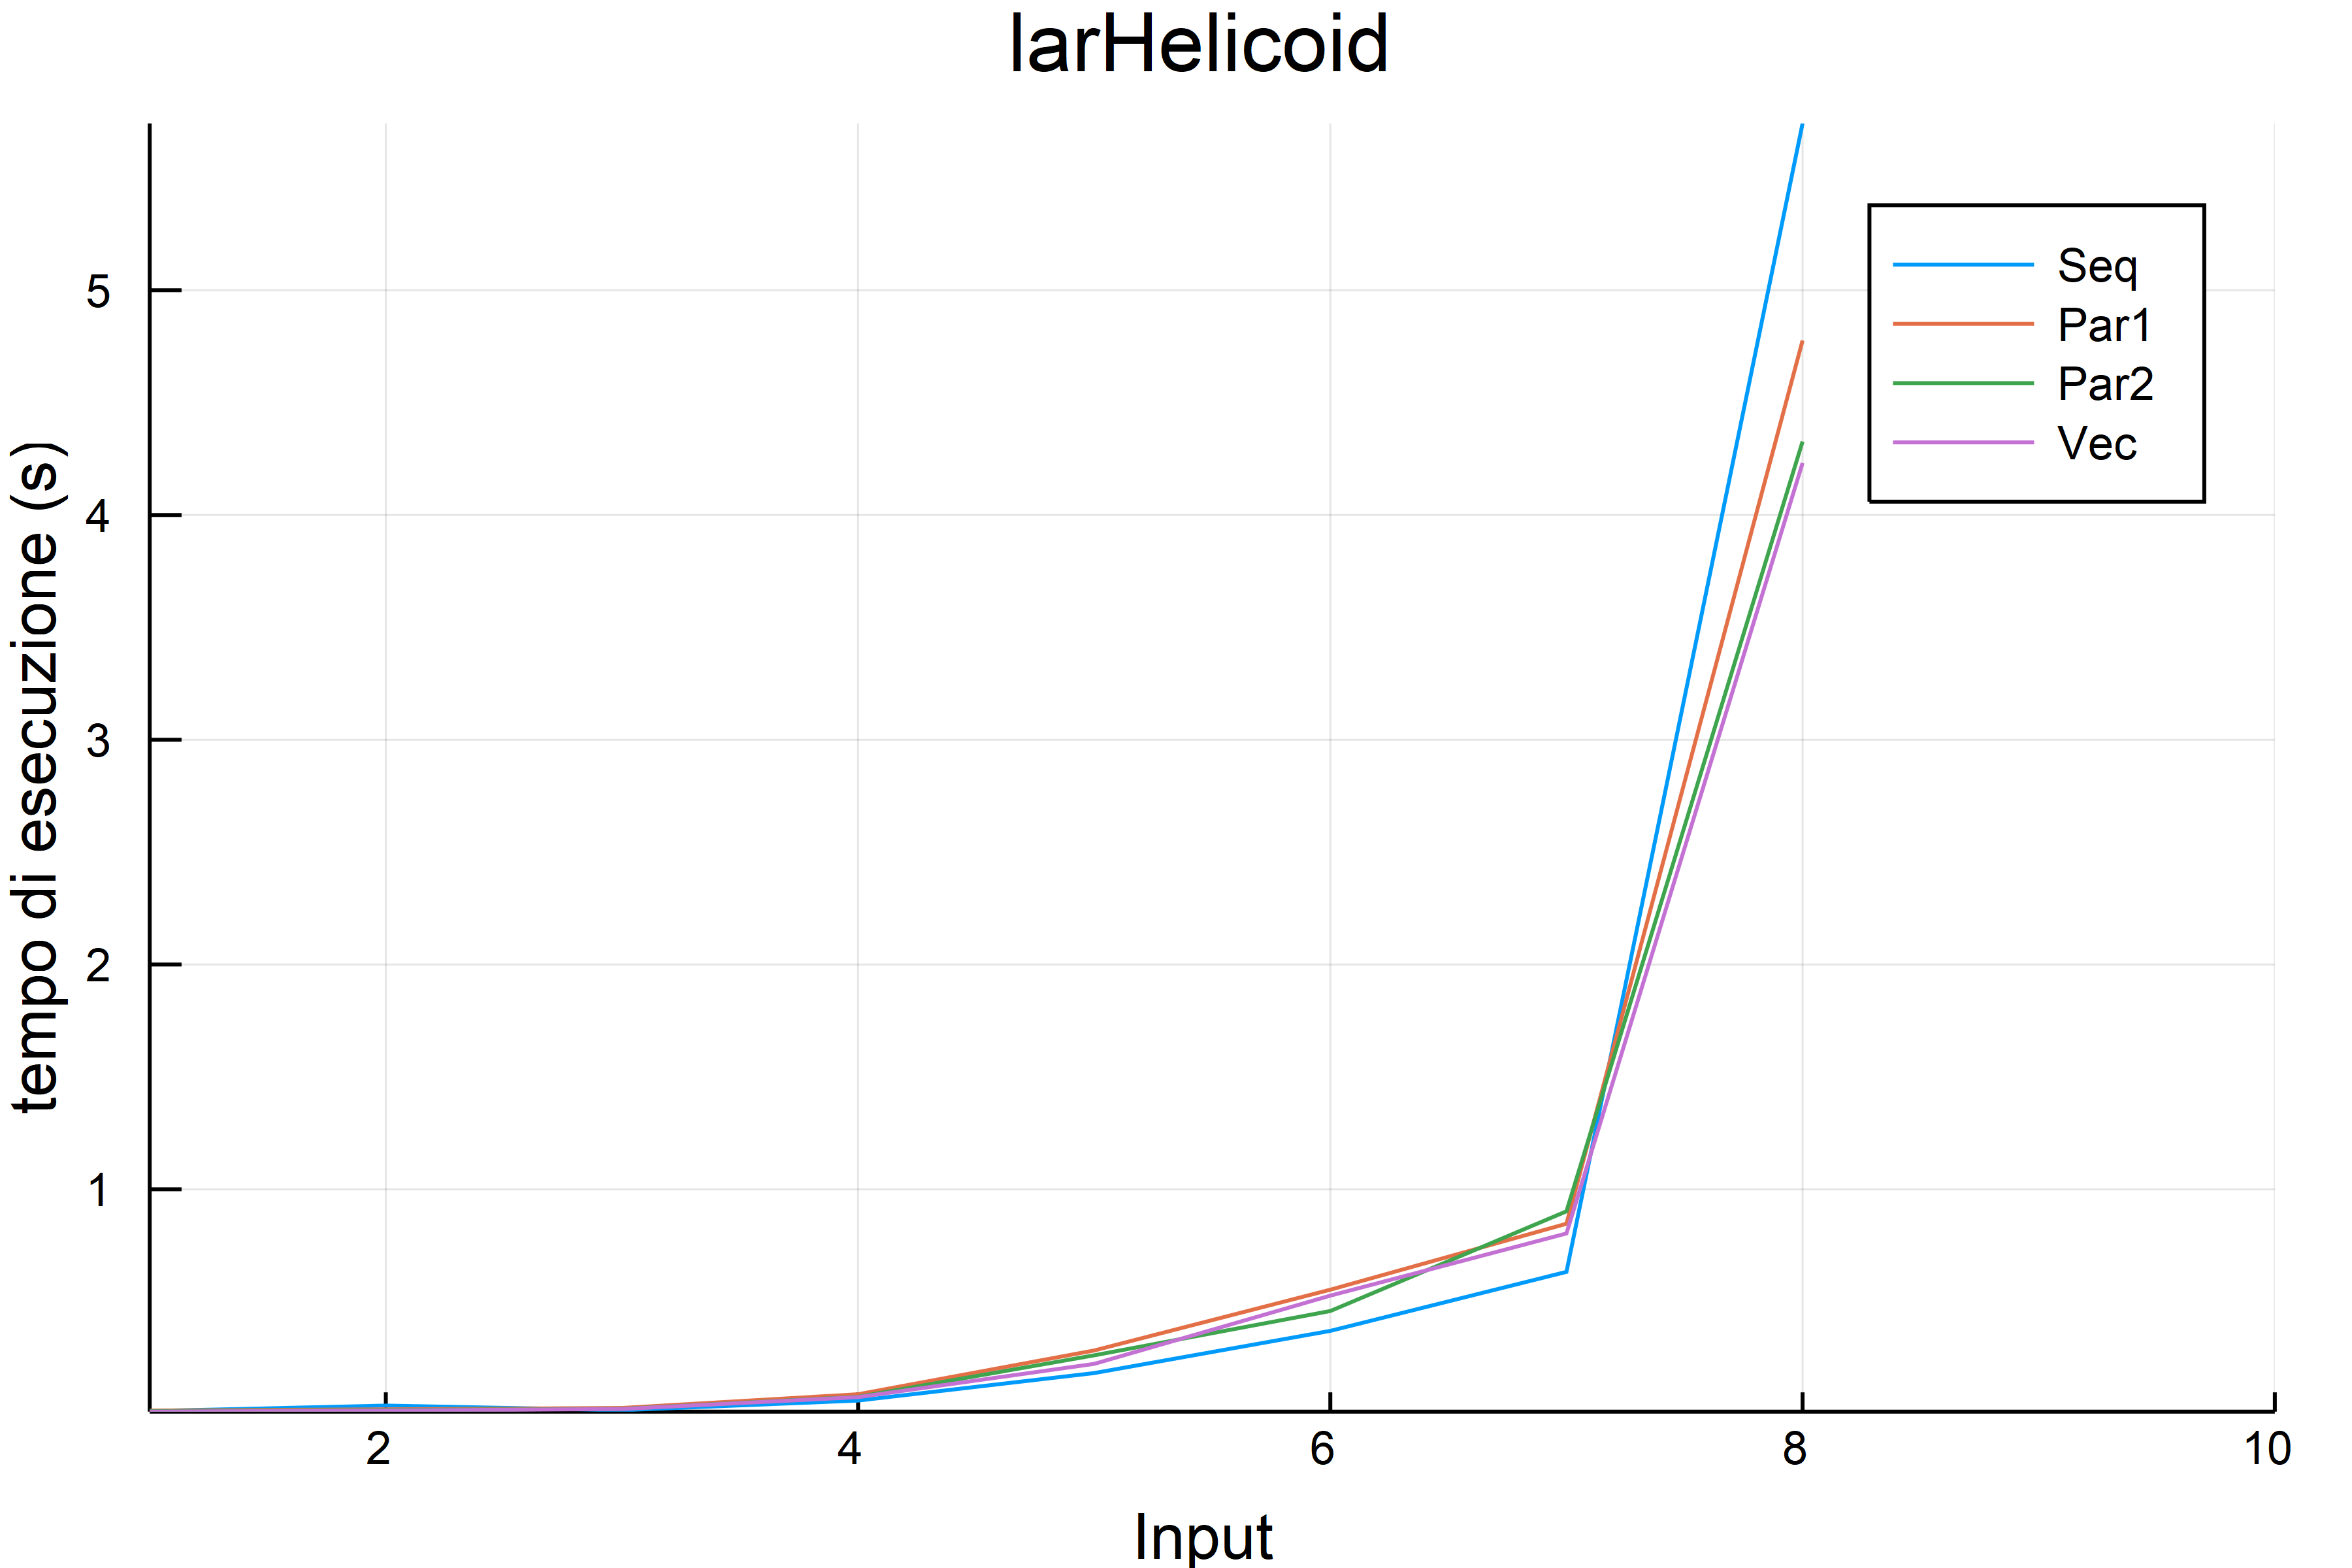 larHelicoid
tempo di esecuzione (s)
5
4
3
2
1
Seq
Par1
Par2
Vec
2
4
6
8
10
Input